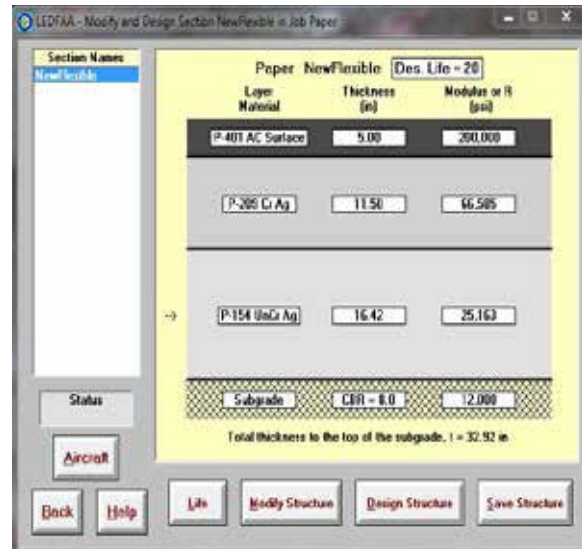 LEDFAA - Modify and Design Section NewFlexible in Job Paper
Section Names
NewFlexible
Paper NewFlexible Des. Life = 20
Layer Material Thickness (in) Modulus or R (psi)
P-401 AC Surface 5.00 200,000
P-209 Cr Ag 11.50 66,585
-> P-154 UnCr Ag 16.42 25,163
Subgrade CBR = 8.0 12,000
Total thickness to the top of the subgrade, t = 32.92 in
Status
Aircraft
Back Help Life Modify Structure Design Structure Save Structure